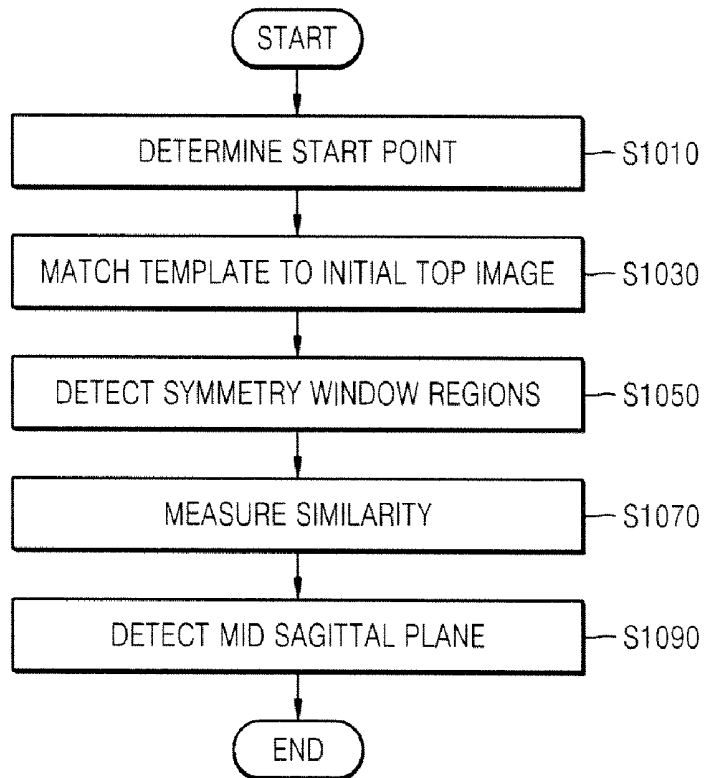 START
DETERMINE START POINT
S1010
MATCH TEMPLATE TO INITIAL TOP IMAGE
S1030
DETECT SYMMETRY WINDOW REGIONS
S1050
MEASURE SIMILARITY
S1070
DETECT MID SAGITTAL PLANE
S1090
END